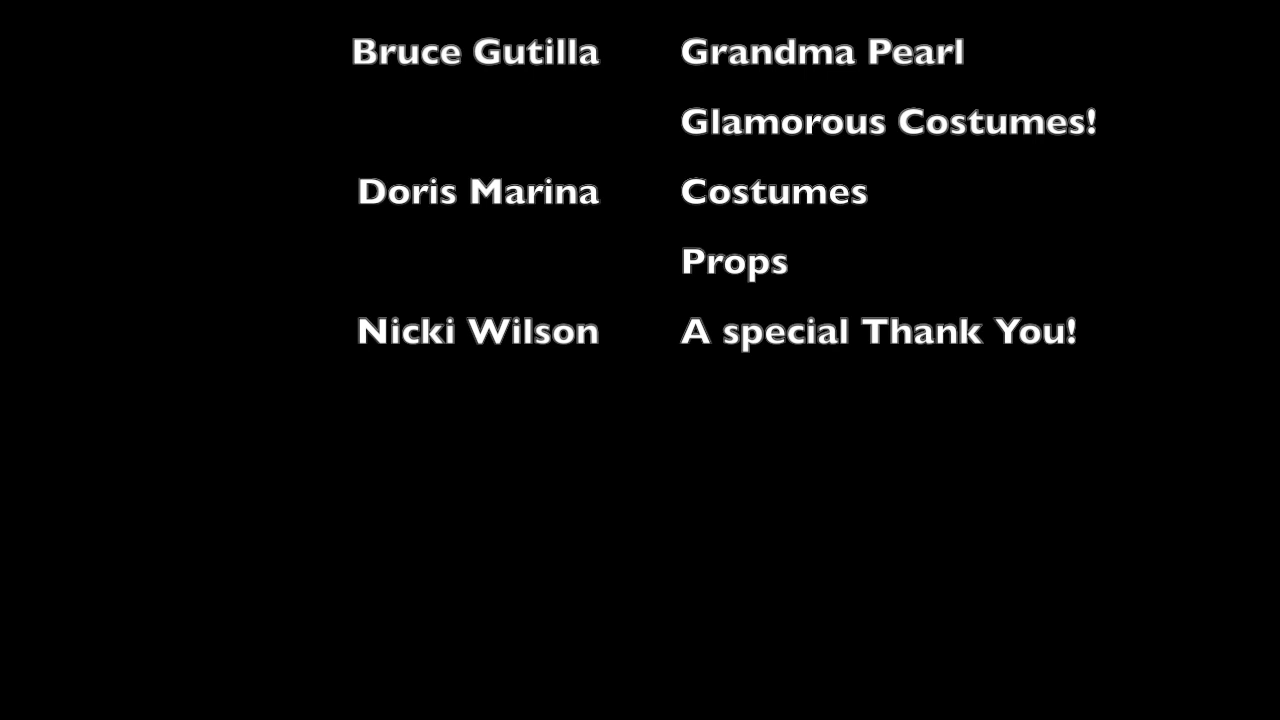 Bruce Gutilla Grandma Pearl
Glamorous Costumes!
Doris Marina Costumes
Props
Nicki Wilson A special Thank You!